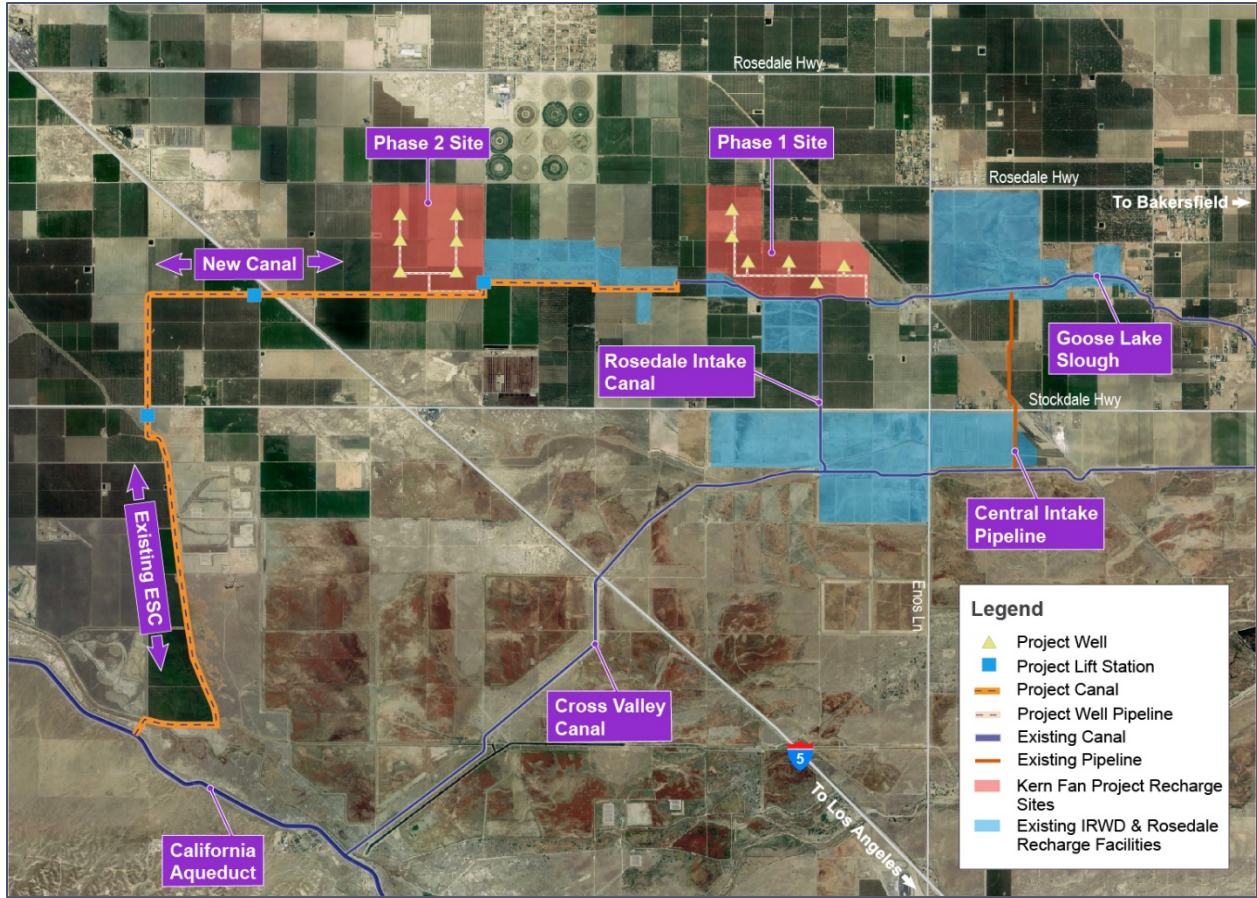 Rosedale Hwy
Phase 2 Site
Phase 1 Site
Rosedale Hwy
To Bakersfield
New Canal
Goose Lake
Slough
Rosedale Intake
Canal
Stockdale Hwy
Existing ESC
Central Intake
Pipeline
Enos Ln
Cross Valley
Canal
5
To Los Angeles
California
Aqueduct
Legend
Project Well
Project Lift Station
Project Canal
Project Well Pipeline
Existing Canal
Existing Pipeline
Kern Fan Project Recharge
Sites
Existing IRWD & Rosedale
Recharge Facilities